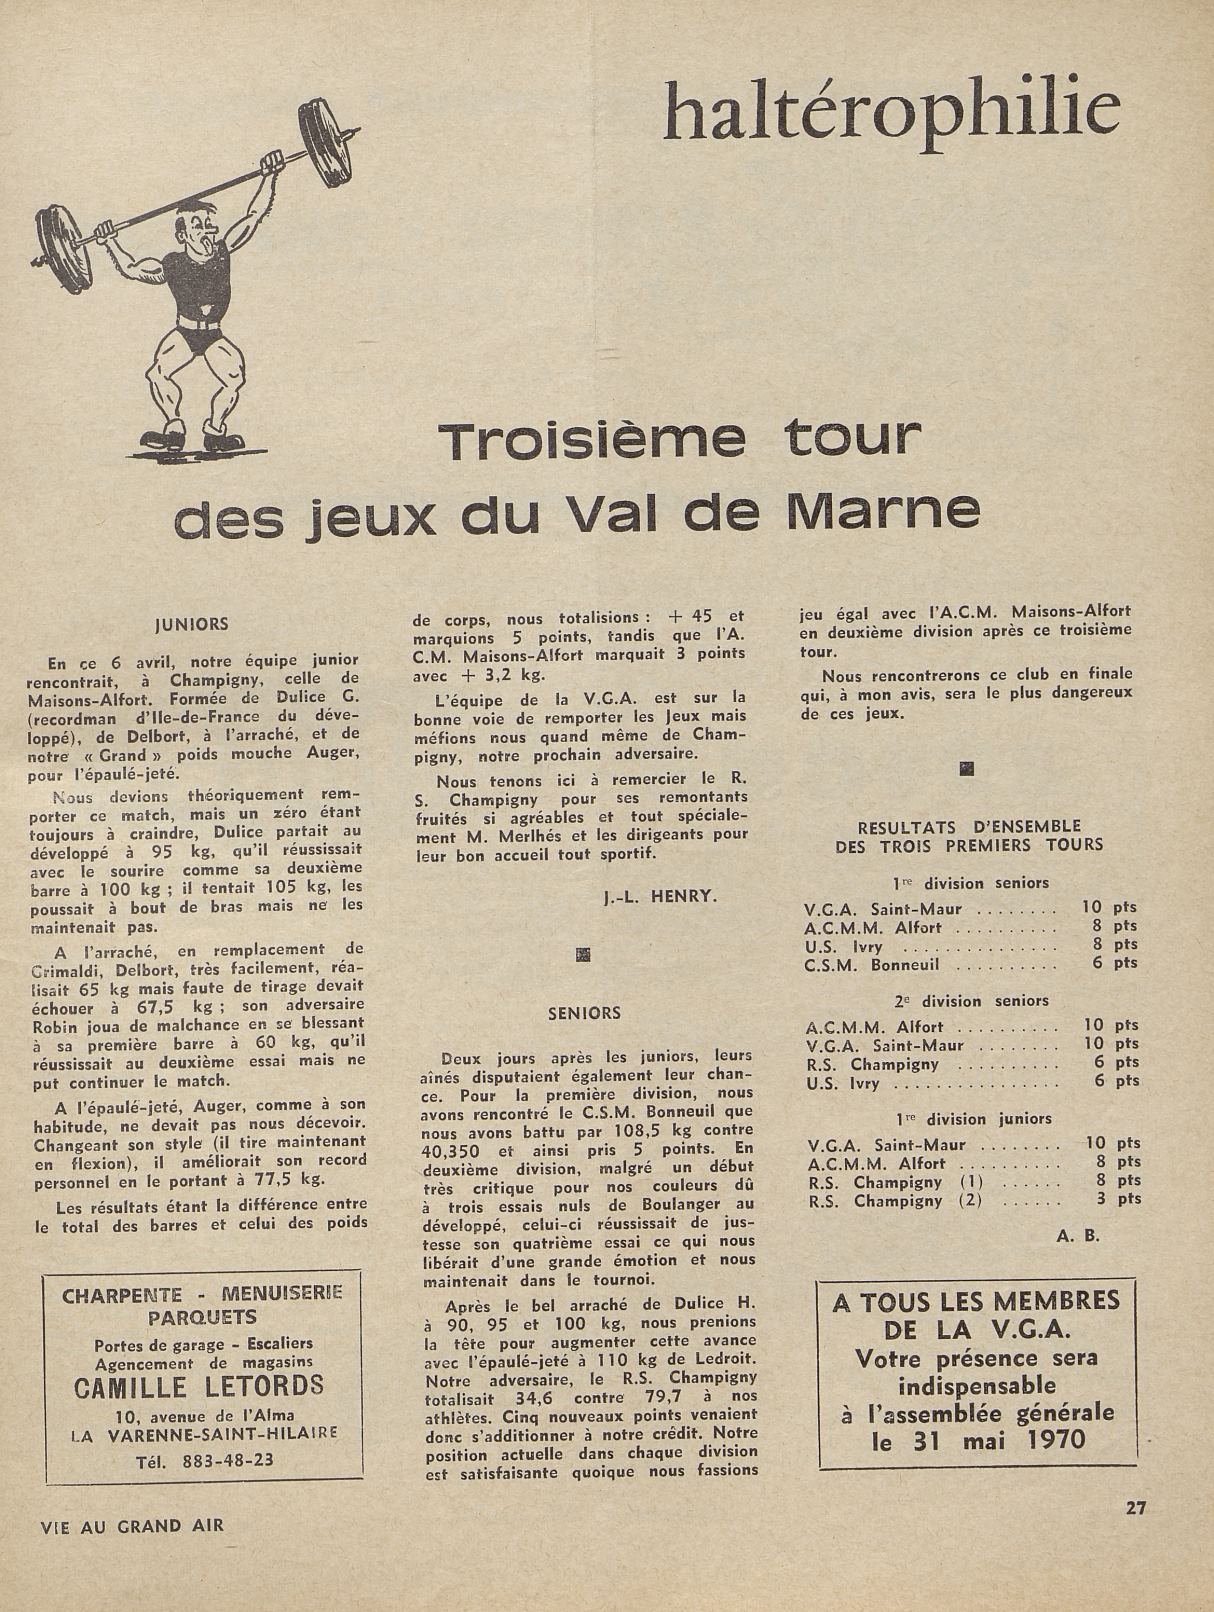 haltérophilie
Troisième tour
des jeux du Val de Marne
JUNIORS
En ce 6 avril, notre équipe junior
rencontrait, à Champigny, celle de
Maisons-Alfort. Formée de Dulice G.
(recordman d'Ile-de-France du déve-
loppé), de Delbort, à l'arraché, et de
notre « Grand » poids mouche Auger,
pour l'épaulé-jeté.
Nous devions théoriquement rem-
porter ce match, mais un zéro étant
toujours à craindre, Dulice partait au
développé à 95 kg, qu'il réussissait
avec le sourire comme sa deuxième
barre à 100 kg ; il tentait 105 kg, les
poussait à bout de bras mais ne les
maintenait pas.
A l'arraché, en remplacement de
Grimaldi, Delbort, très facilement, réa-
lisait 65 kg mais faute de tirage devait
échouer à 67,5 kg ; son adversaire
Robin joua de malchance en se blessant
à sa première barre à 60 kg, qu'il
réussissait au deuxième essai mais ne
put continuer le match.
A l'épaulé-jeté, Auger, comme à son
habitude, ne devait pas nous décevoir.
Changeant son style (il tire maintenant
en flexion), il améliorait son record
personnel en le portant à 77,5 kg.
Les résultats étant la différence entre
le total des barres et celui des poids
CHARPENTE - MENUISERIE
PARQUETS
Portes de garage - Escaliers
Agencement de magasins
CAMILLE LETORDS
10, avenue de l'Alma
LA VARENNE-SAINT-HILAIRE
Tél. 883-48-23
de corps, nous totalisions : + 45 et
marquions 5 points, tandis que l'A.
C.M. Maisons-Alfort marquait 3 points
avec + 3,2 kg.
L'équipe de la V.G.A. est sur la
bonne voie de remporter les Jeux mais
méfions nous quand même de Cham-
pigny, notre prochain adversaire.
Nous tenons ici à remercier le R.
S. Champigny pour ses remontants
fruités si agréables et tout spéciale-
ment M. Merlhés et les dirigeants pour
leur bon accueil tout sportif.
J.-L. HENRY.
SENIORS
Deux jours après les juniors, leurs
aînés disputaient également leur chan-
ce. Pour la première division, nous
avons rencontré le C.S.M. Bonneuil que
nous avons battu par 108,5 kg contre
40,350 et ainsi pris 5 points. En
deuxième division, malgré un début
très critique pour nos couleurs dû
à trois essais nuls de Boulanger au
développé, celui-ci réussissait de jus-
tesse son quatrième essai ce qui nous
libérait d'une grande émotion et nous
maintenait dans le tournoi.
Après le bel arraché de Dulice H.
à 90, 95 et 100 kg, nous prenions
la tête pour augmenter cette avance
avec l'épaulé-jeté à 110 kg de Ledroit.
Notre adversaire, le R.S. Champigny
totalisait 34,6 contre 79,7 à nos
athlètes. Cinq nouveaux points venaient
donc s'additionner à notre crédit. Notre
position actuelle dans chaque division
est satisfaisante quoique nous fassions
jeu égal avec l'A.C.M. Maisons-Alfort
en deuxième division après ce troisième
tour.
Nous rencontrerons ce club en finale
qui, à mon avis, sera le plus dangereux
de ces jeux.
RESULTATS D'ENSEMBLE
DES TROIS PREMIERS TOURS
1re division seniors
V.G.A. Saint-Maur ........ 10 pts
A.C.M.M. Alfort .......... 8 pts
U.S. Ivry ............... 8 pts
C.S.M. Bonneuil .......... 6 pts
2e division seniors
A.C.M.M. Alfort .......... 10 pts
V.G.A. Saint-Maur ........ 10 pts
R.S. Champigny .......... 6 pts
U.S. Ivry ................ 6 pts
1re division juniors
V.G.A. Saint-Maur ........ 10 pts
A.C.M.M. Alfort .......... 8 pts
R.S. Champigny (1) ...... 8 pts
R.S. Champigny (2) ...... 3 pts
A. B.
A TOUS LES MEMBRES
DE LA V.G.A.
Votre présence sera
indispensable
à l'assemblée générale
le 31 mai 1970
VIE AU GRAND AIR
27